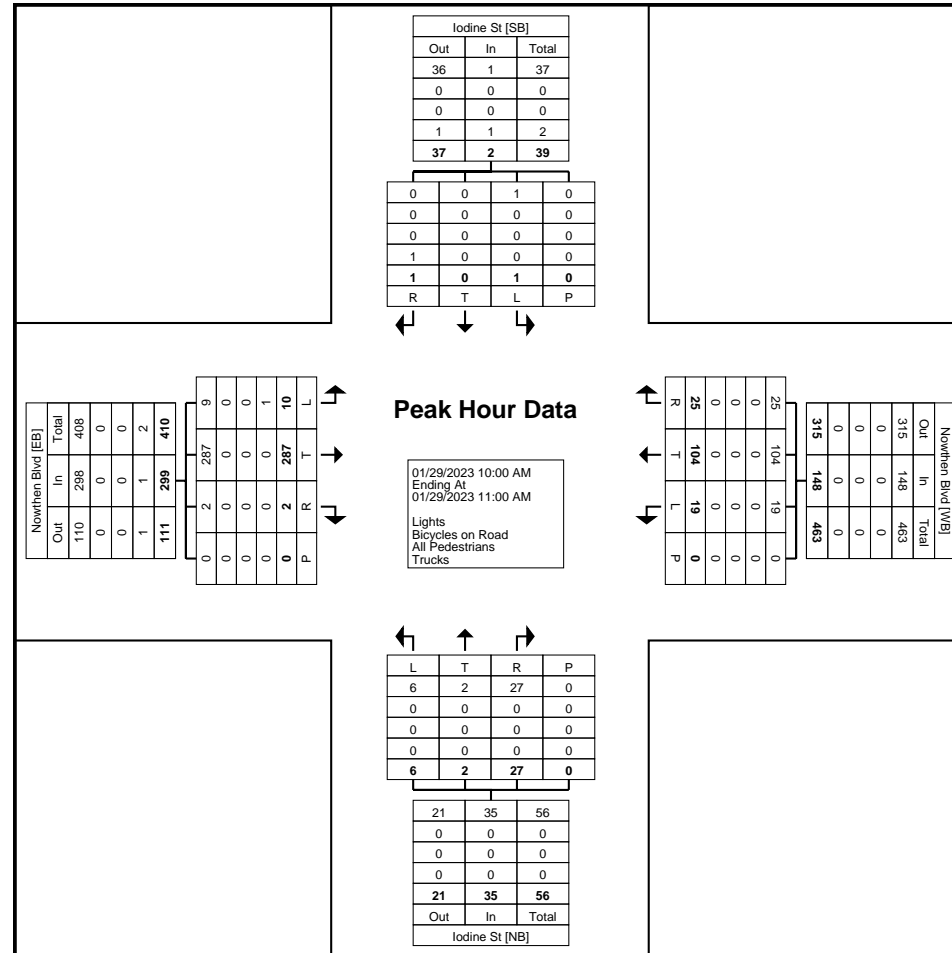 Iodine St [SB]
Out In Total
36 1 37
0 0 0
0 0 0
1 1 2
37 2 39
0 0 1 0
0 0 0 0
0 0 0 0
1 0 0 0
1 0 1 0
R T L P
Nowthen Blvd [EB]
Total In Out
408 298 110
0 0 0
0 0 0
2 1 1
410 299 111
9 287 2 0
0 0 0 0
0 0 0 0
1 0 0 0
10 287 2 0
L T R P
Peak Hour Data
01/29/2023 10:00 AM
Ending At
01/29/2023 11:00 AM
Lights
Bicycles on Road
All Pedestrians
Trucks
R T L P
25 104 19 0
0 0 0 0
0 0 0 0
0 0 0 0
25 104 19 0
Nowthen Blvd [WB]
Out In Total
315 148 463
0 0 0
0 0 0
0 0 0
315 148 463
L T R P
6 2 27 0
0 0 0 0
0 0 0 0
0 0 0 0
6 2 27 0
21 35 56
0 0 0
0 0 0
0 0 0
21 35 56
Out In Total
Iodine St [NB]